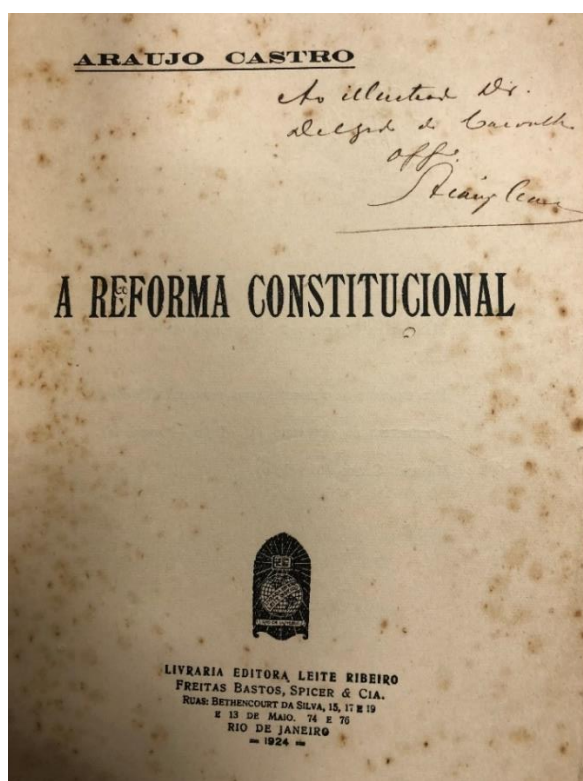 ARAUJO CASTRO
Ao illustrad Dr.
Delgado de Carvalho
off.
A REFORMA CONSTITUCIONAL
LIVRARIA EDITORA LEITE RIBEIRO
FREITAS BASTOS, SPICER & CIA.
RUAS: BETHENCOURT DA SILVA, 15, 17 E 19
E 13 DE MAIO. 74 E 76
RIO DE JANEIRO
— 1924 —